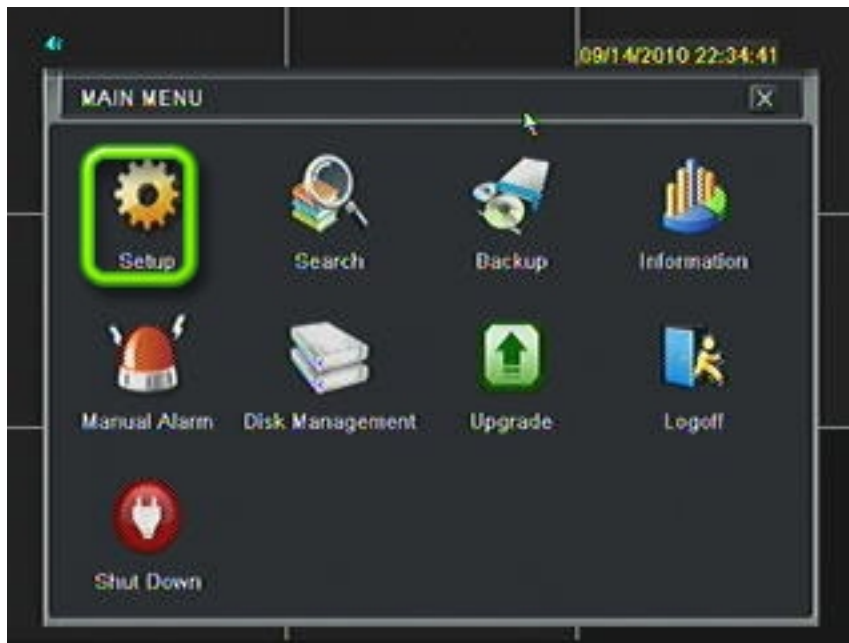 09/14/2010 22:34:41
MAIN MENU
Setup
Search
Backup
Information
Manual Alarm
Disk Management
Upgrade
Logoff
Shut Down